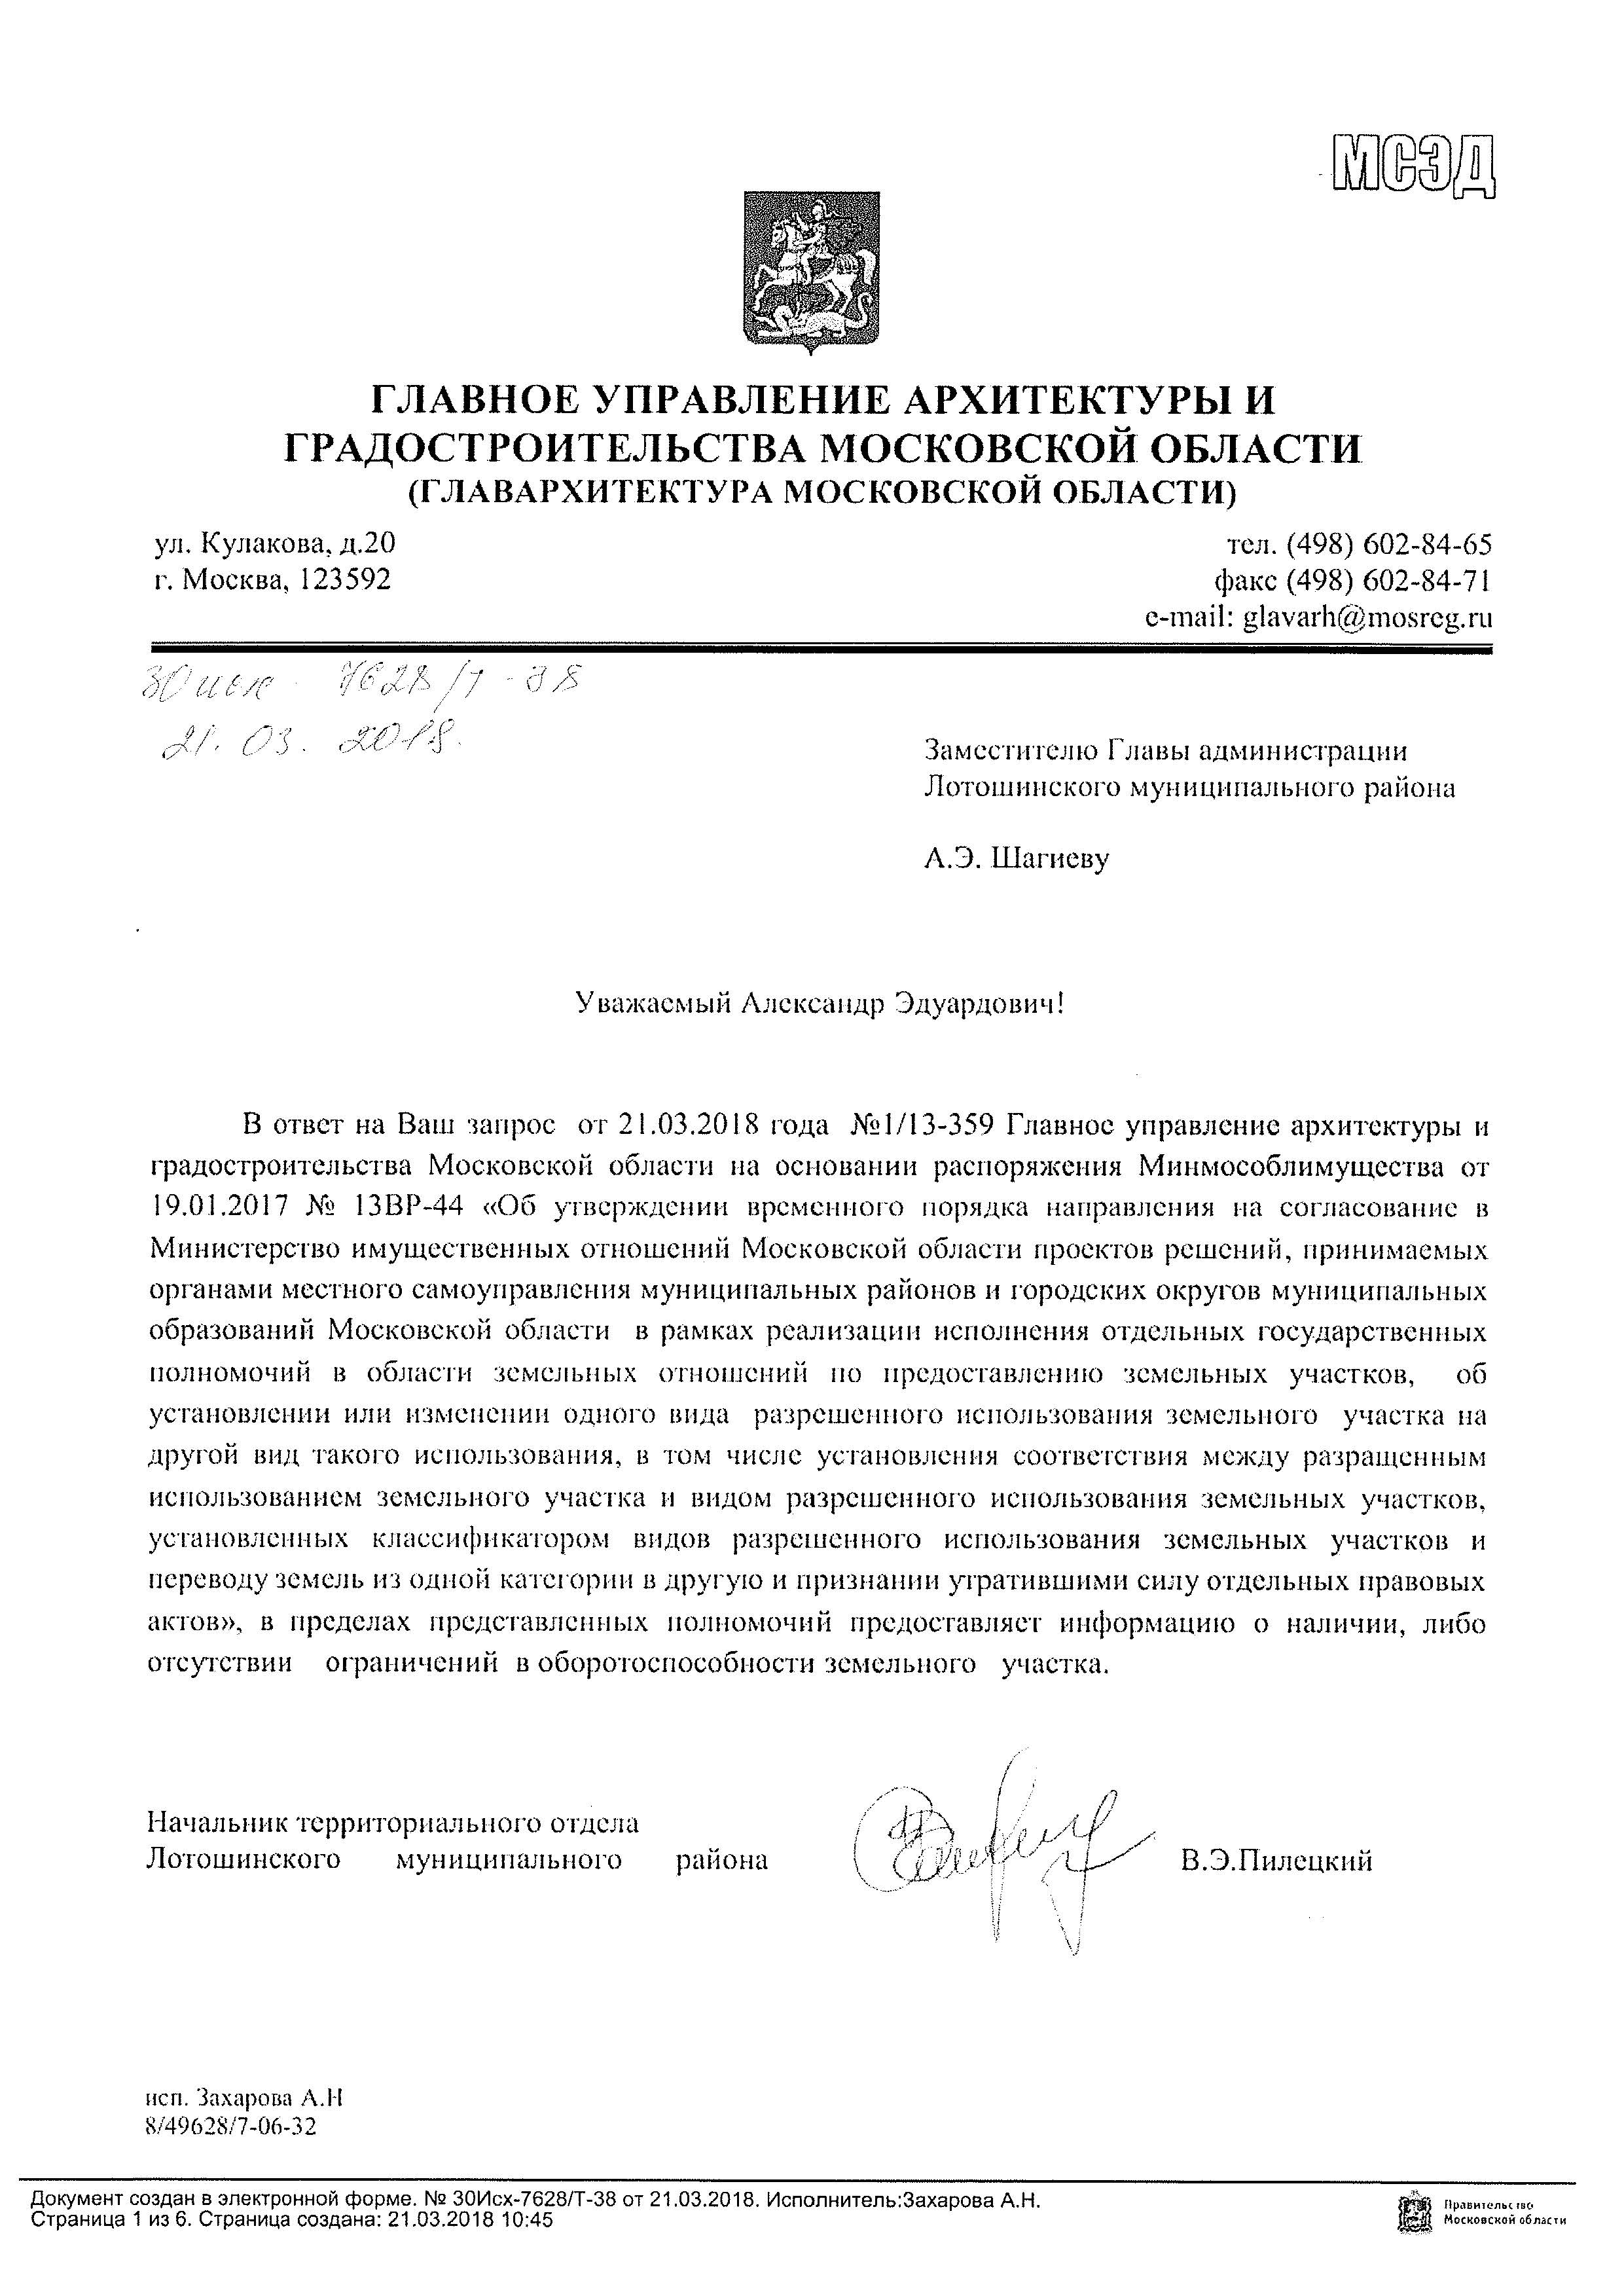 МСЭД
ГЛАВНОЕ УПРАВЛЕНИЕ АРХИТЕКТУРЫ И
ГРАДОСТРОИТЕЛЬСТВА МОСКОВСКОЙ ОБЛАСТИ
(ГЛАВАРХИТЕКТУРА МОСКОВСКОЙ ОБЛАСТИ)
ул. Кулакова, д.20
г. Москва, 123592
тел. (498) 602-84-65
факс (498) 602-84-71
e-mail: glavarh@mosreg.ru
30исх - 7628/т-38
21.03.2018.
Заместителю Главы администрации
Лотошинского муниципального района
А.Э. Шагиеву
Уважаемый Александр Эдуардович!
В ответ на Ваш запрос от 21.03.2018 года №1/13-359 Главное управление архитектуры и
градостроительства Московской области на основании распоряжения Минмособлимущества от
19.01.2017 № 13ВР-44 «Об утверждении временного порядка направления на согласование в
Министерство имущественных отношений Московской области проектов решений, принимаемых
органами местного самоуправления муниципальных районов и городских округов муниципальных
образований Московской области в рамках реализации исполнения отдельных государственных
полномочий в области земельных отношений по предоставлению земельных участков, об
установлении или изменении одного вида разрешенного использования земельного участка на
другой вид такого использования, в том числе установления соответствия между разращенным
использованием земельного участка и видом разрешенного использования земельных участков,
установленных классификатором видов разрешенного использования земельных участков и
переводу земель из одной категории в другую и признании утратившими силу отдельных правовых
актов», в пределах представленных полномочий предоставляет информацию о наличии, либо
отсутствии ограничений в оборотоспособности земельного участка.
Начальник территориального отдела
Лотошинского муниципального района
В.Э.Пилецкий
исп. Захарова А.Н
8/49628/7-06-32
Документ создан в электронной форме. № 30Исх-7628/Т-38 от 21.03.2018. Исполнитель:Захарова А.Н.
Страница 1 из 6. Страница создана: 21.03.2018 10:45
Правительство
Московской области